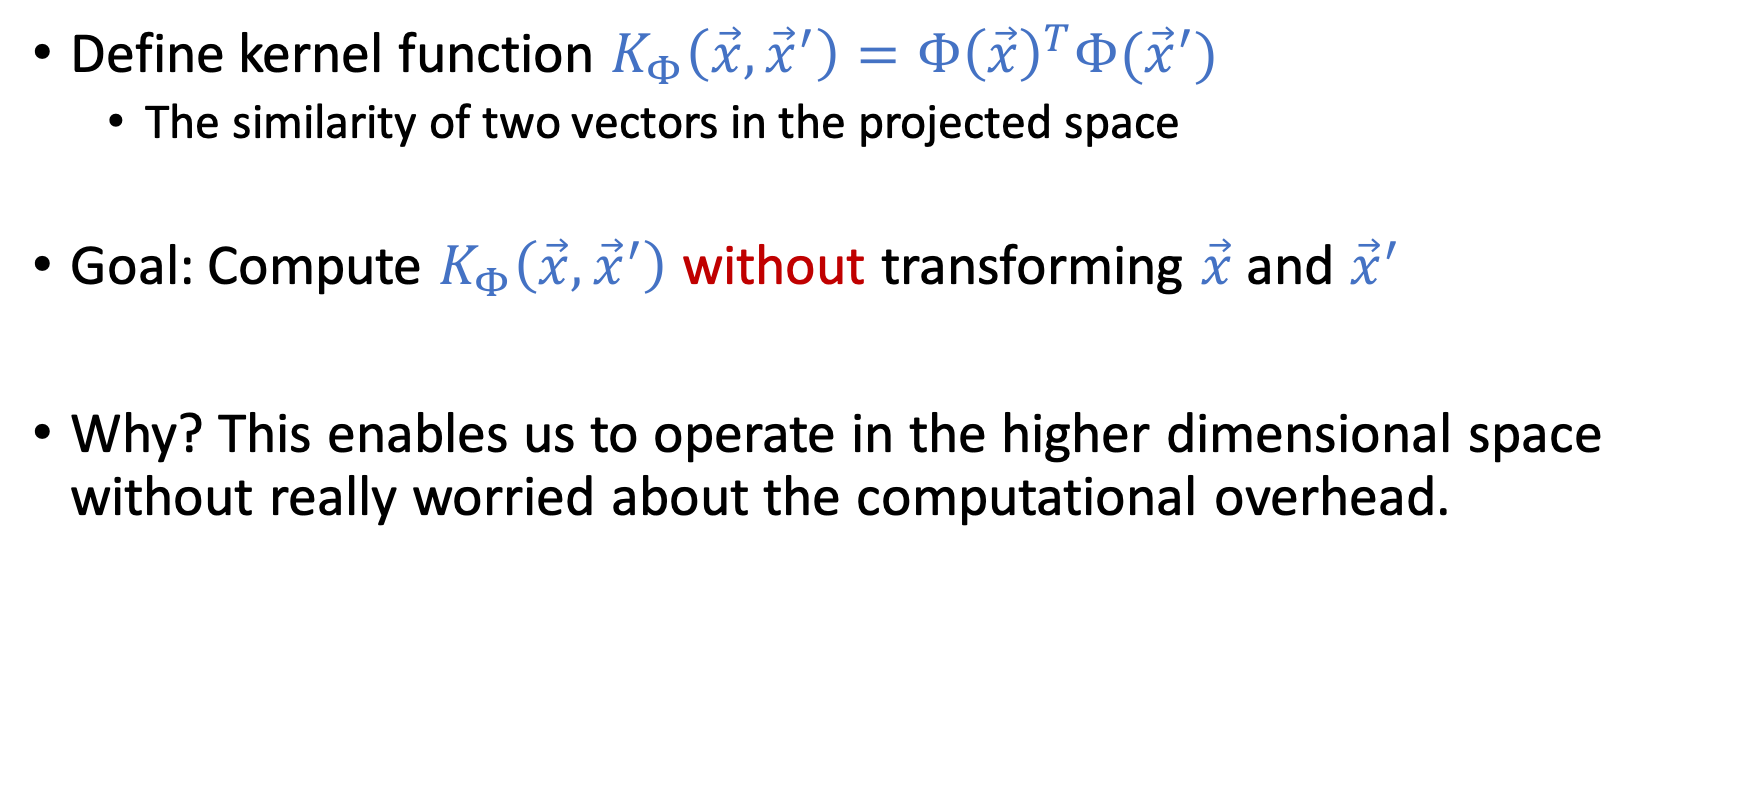 • Define kernel function K_Φ(x⃗, x⃗′) = Φ(x⃗)ᵀΦ(x⃗′)
• The similarity of two vectors in the projected space
• Goal: Compute K_Φ(x⃗, x⃗′) without transforming x⃗ and x⃗′
• Why? This enables us to operate in the higher dimensional space
without really worried about the computational overhead.